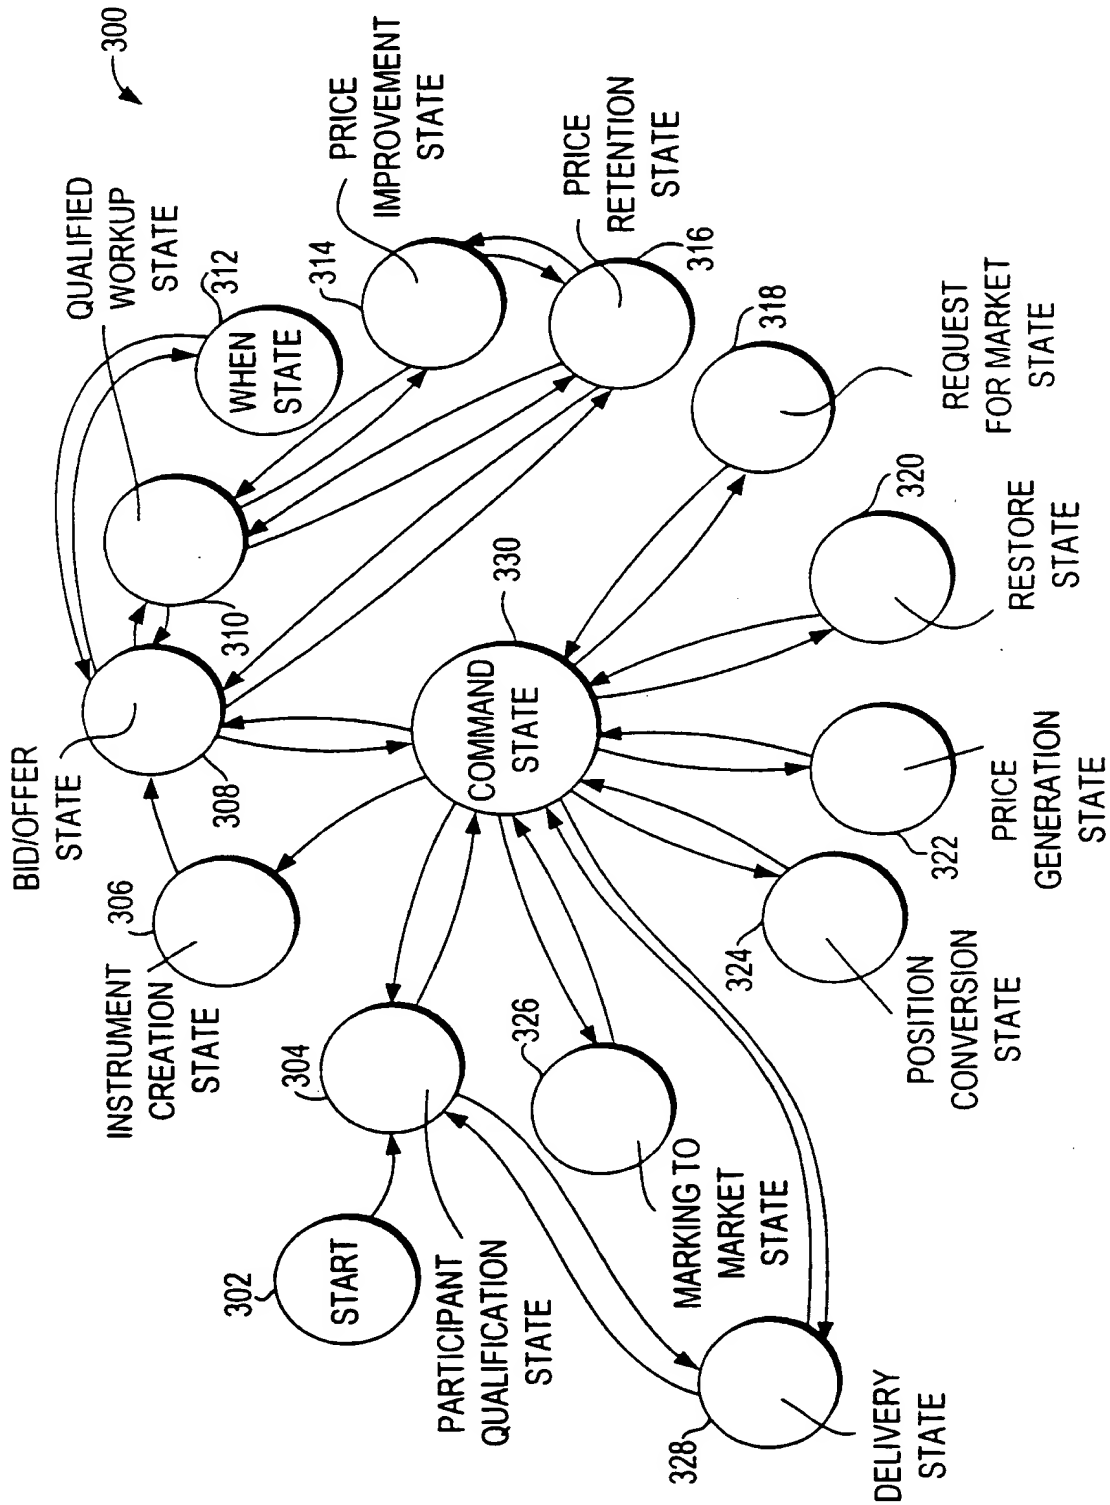 300
QUALIFIED
WORKUP
STATE
312
WHEN
STATE
PRICE
IMPROVEMENT
STATE
314
PRICE
RETENTION
STATE
316
318
REQUEST
FOR MARKET
STATE
320
RESTORE
STATE
310
BID/OFFER
STATE
308
330
COMMAND
STATE
322
PRICE
GENERATION
STATE
306
INSTRUMENT
CREATION
STATE
324
POSITION
CONVERSION
STATE
304
326
MARKING TO
MARKET
STATE
302
START
PARTICIPANT
QUALIFICATION
STATE
328
DELIVERY
STATE